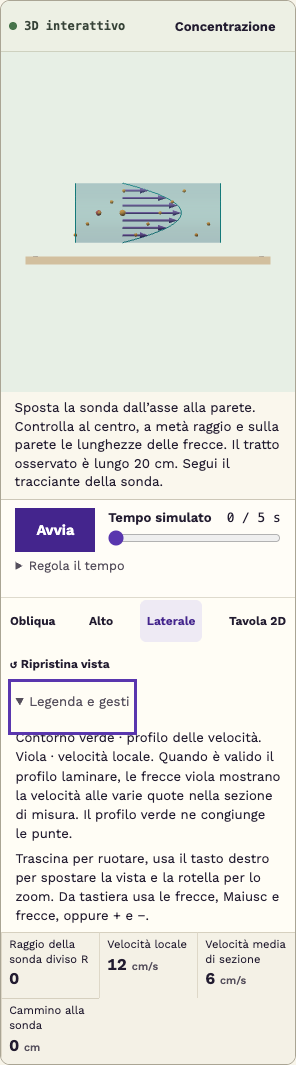 3D interattivo
Concentrazione
Sposta la sonda dall’asse alla parete.
Controlla al centro, a metà raggio e sulla
parete le lunghezze delle frecce. Il tratto
osservato è lungo 20 cm. Segui il
tracciante della sonda.
Avvia
Tempo simulato 0 / 5 s
▶ Regola il tempo
Obliqua
Alto
Laterale
Tavola 2D
↺ Ripristina vista
▼ Legenda e gesti
Contorno verde · profilo delle velocità.
Viola · velocità locale. Quando è valido il
profilo laminare, le frecce viola mostrano
la velocità alle varie quote nella sezione
di misura. Il profilo verde ne congiunge
le punte.
Trascina per ruotare, usa il tasto destro
per spostare la vista e la rotella per lo
zoom. Da tastiera usa le frecce, Maiusc e
frecce, oppure + e −.
Raggio della
sonda diviso R
0
Velocità locale
12 cm/s
Velocità media
di sezione
6 cm/s
Cammino alla
sonda
0 cm